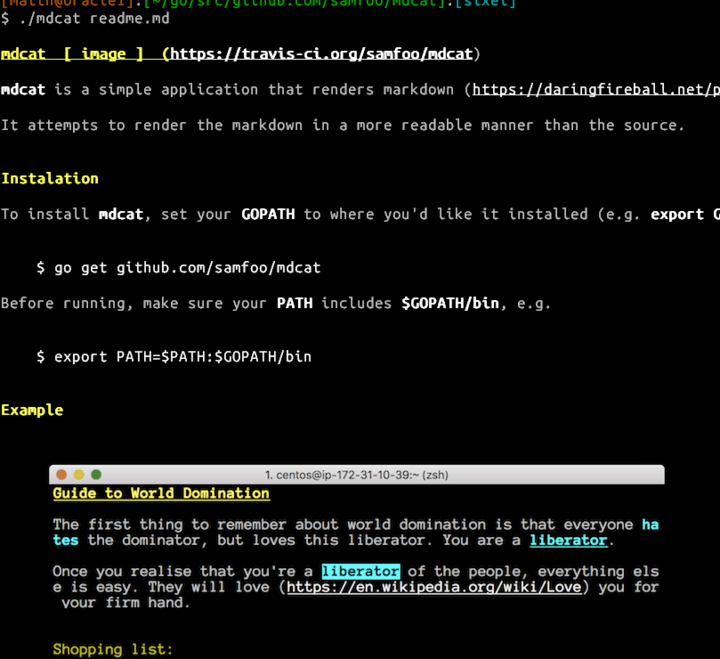 [matth@oracle1]:[~/go/src/github.com/samfoo/mdcat]:[sixel]
$ ./mdcat readme.md
mdcat [ image ] (https://travis-ci.org/samfoo/mdcat)
mdcat is a simple application that renders markdown (https://daringfireball.net/p
It attempts to render the markdown in a more readable manner than the source.
Instalation
To install mdcat, set your GOPATH to where you'd like it installed (e.g. export G
$ go get github.com/samfoo/mdcat
Before running, make sure your PATH includes $GOPATH/bin, e.g.
$ export PATH=$PATH:$GOPATH/bin
Example
1. centos@ip-172-31-10-39:~ (zsh)
Guide to World Domination
The first thing to remember about world domination is that everyone ha
tes the dominator, but loves this liberator. You are a liberator.
Once you realise that you're a liberator of the people, everything els
e is easy. They will love (https://en.wikipedia.org/wiki/Love) you for
your firm hand.
Shopping list: